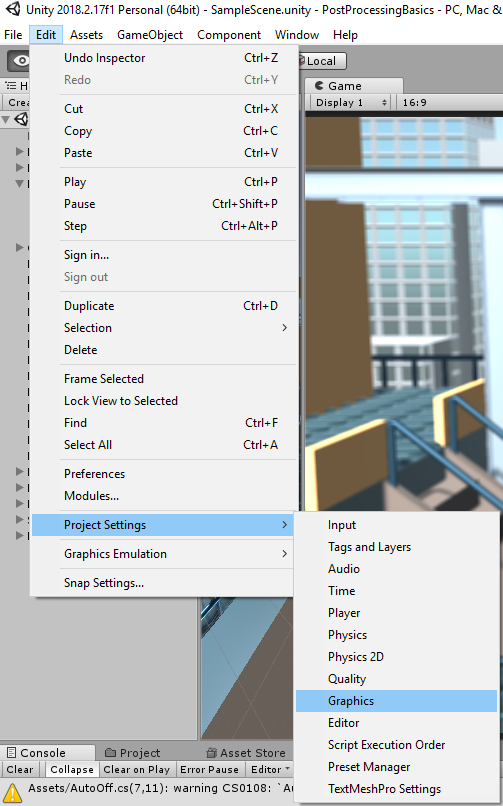 Unity 2018.2.17f1 Personal (64bit) - SampleScene.unity - PostProcessingBasics - PC, Mac &
File Edit Assets GameObject Component Window Help
Local
Game
Display 1 16:9
Undo Inspector Ctrl+Z
Redo Ctrl+Y
Cut Ctrl+X
Copy Ctrl+C
Paste Ctrl+V
Play Ctrl+P
Pause Ctrl+Shift+P
Step Ctrl+Alt+P
Sign in...
Sign out
Duplicate Ctrl+D
Selection
Delete
Frame Selected
Lock View to Selected
Find Ctrl+F
Select All Ctrl+A
Preferences
Modules...
Project Settings
Graphics Emulation
Snap Settings...
Input
Tags and Layers
Audio
Time
Player
Physics
Physics 2D
Quality
Graphics
Editor
Script Execution Order
Preset Manager
TextMeshPro Settings
Console Project Asset Store
Clear Collapse Clear on Play Error Pause Editor
Assets/AutoOff.cs(7,11): warning CS0108: `Au